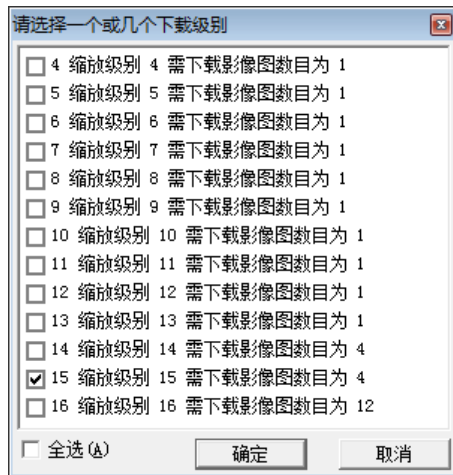 请选择一个或几个下载级别
4 缩放级别 4 需下载影像图数目为 1
5 缩放级别 5 需下载影像图数目为 1
6 缩放级别 6 需下载影像图数目为 1
7 缩放级别 7 需下载影像图数目为 1
8 缩放级别 8 需下载影像图数目为 1
9 缩放级别 9 需下载影像图数目为 1
10 缩放级别 10 需下载影像图数目为 1
11 缩放级别 11 需下载影像图数目为 1
12 缩放级别 12 需下载影像图数目为 1
13 缩放级别 13 需下载影像图数目为 1
14 缩放级别 14 需下载影像图数目为 4
15 缩放级别 15 需下载影像图数目为 4
16 缩放级别 16 需下载影像图数目为 12
全选(A) 确定 取消